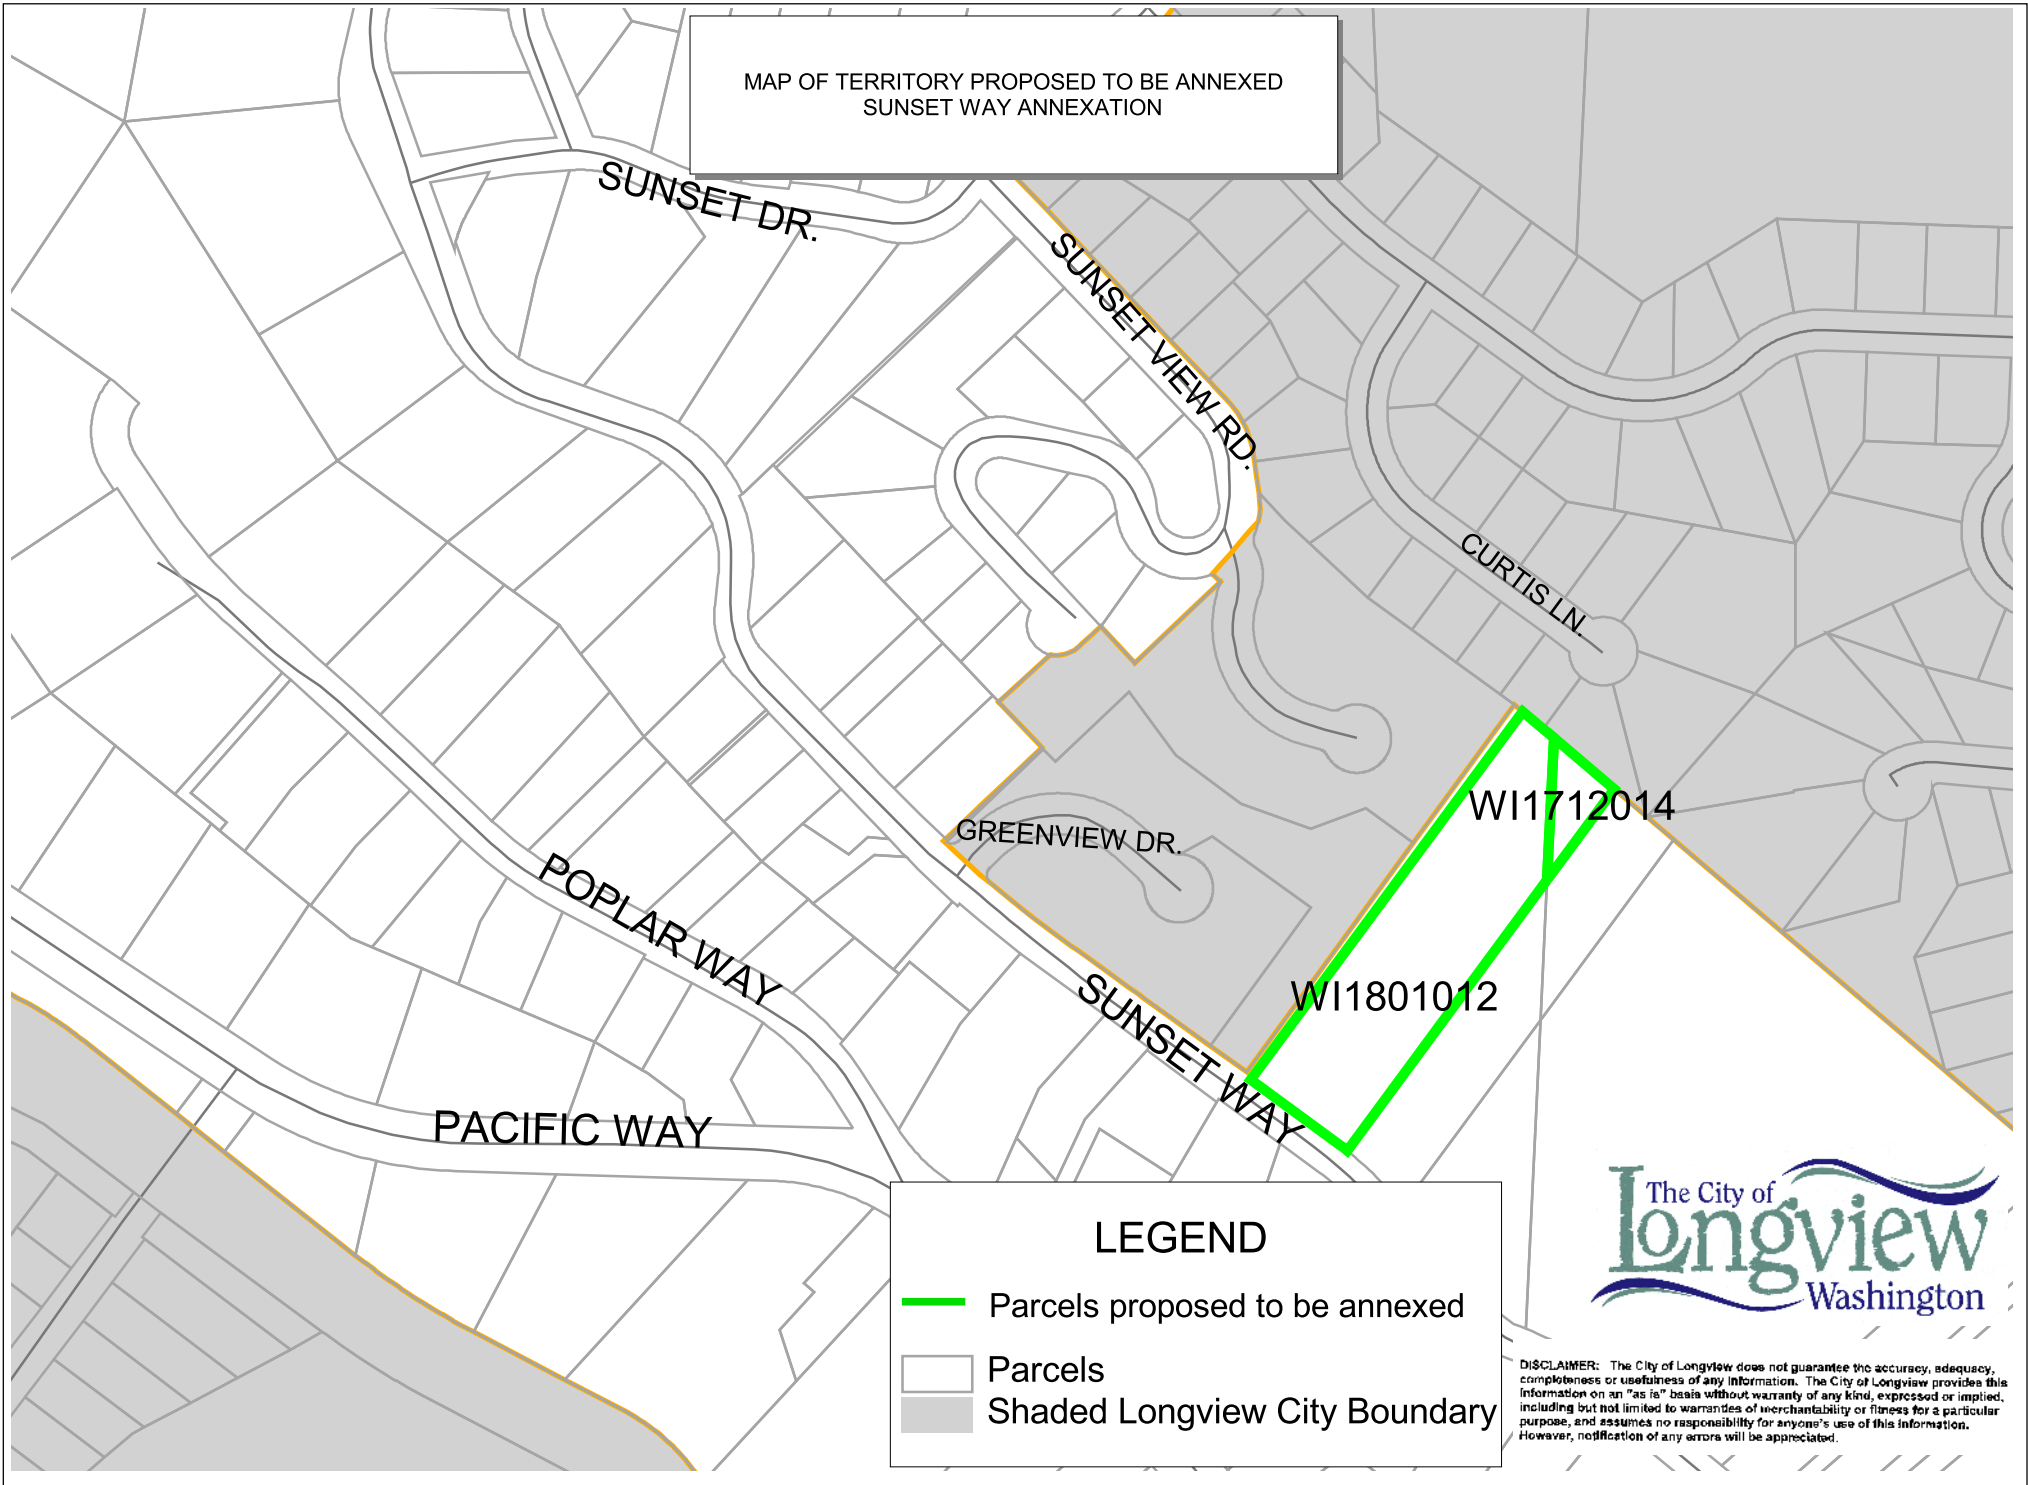 MAP OF TERRITORY PROPOSED TO BE ANNEXED
SUNSET WAY ANNEXATION
SUNSET DR.
SUNSET VIEW RD.
CURTIS LN.
WI1712014
GREENVIEW DR.
POPLAR WAY
WI1801012
SUNSET WAY
PACIFIC WAY
LEGEND
Parcels proposed to be annexed
Parcels
Shaded Longview City Boundary
The City of
Longview
Washington
DISCLAIMER: The City of Longview does not guarantee the accuracy, adequacy,
completeness or usefulness of any information. The City of Longview provides this
information on an "as is" basis without warranty of any kind, expressed or implied,
including but not limited to warranties of merchantability or fitness for a particular
purpose, and assumes no responsibility for anyone's use of this information.
However, notification of any errors will be appreciated.